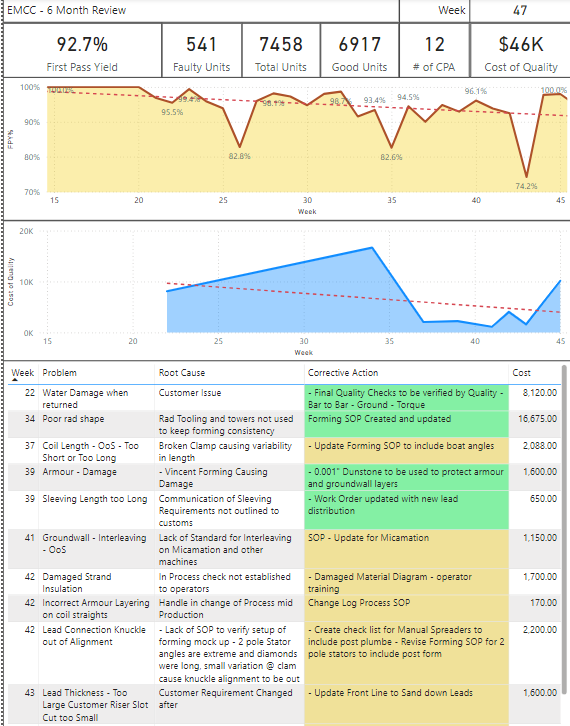 EMCC - 6 Month Review
Week
47
92.7%
541
7458
6917
12
$46K
First Pass Yield
Faulty Units
Total Units
Good Units
# of CPA
Cost of Quality
100%
90%
80%
70%
FPY%
100.0%
95.5%
99.4%
82.8%
98.1%
98.7%
93.4%
82.6%
94.5%
96.1%
74.2%
100.0%
15
20
25
30
35
40
45
Week
20K
10K
0K
Cost of Quality
15
20
25
30
35
40
45
Week
Week Problem Root Cause Corrective Action Cost
22 Water Damage when Customer Issue - Final Quality Checks to be verified by Quality - 8,120.00
returned Bar to Bar - Ground - Torque
34 Poor rad shape Rad Tooling and towers not used Forming SOP Created and updated 16,675.00
to keep forming consistency
37 Coil Length - OoS - Too Broken Clamp causing variability - Update Forming SOP to include boat angles 2,088.00
Short or Too Long in length
39 Armour - Damage - Vincent Forming Causing - 0.001" Dunstone to be used to protect armour 1,600.00
Damage and groundwall layers
39 Sleeving Length too Long Communication of Sleeving - Work Order updated with new lead 650.00
Requirements not outlined to distribution
customs
41 Groundwall - Interleaving Lack of Standard for Interleaving SOP - Update for Micamation 1,150.00
- OoS on Micamation and other
machines
42 Damaged Strand In Process check not established - Damaged Material Diagram - operator 1,700.00
Insulation to operators training
42 Incorrect Armour Layering Handle in change of Process mid Change Log Process SOP 170.00
on coil straights Production
42 Lead Connection Knuckle - Lack of SOP to verify setup of - Create check list for Manual Spreaders to 2,200.00
out of Alignment forming mock up - 2 pole Stator include post plumbe - Revise Forming SOP for 2
angles are extreme and diamonds pole stators to include post form
were long, small variation @ clam
cause knuckle alignment to be out
43 Lead Thickness - Too Customer Requirement Changed - Update Front Line to Sand down Leads 1,600.00
Large Customer Riser Slot after
Cut too Small